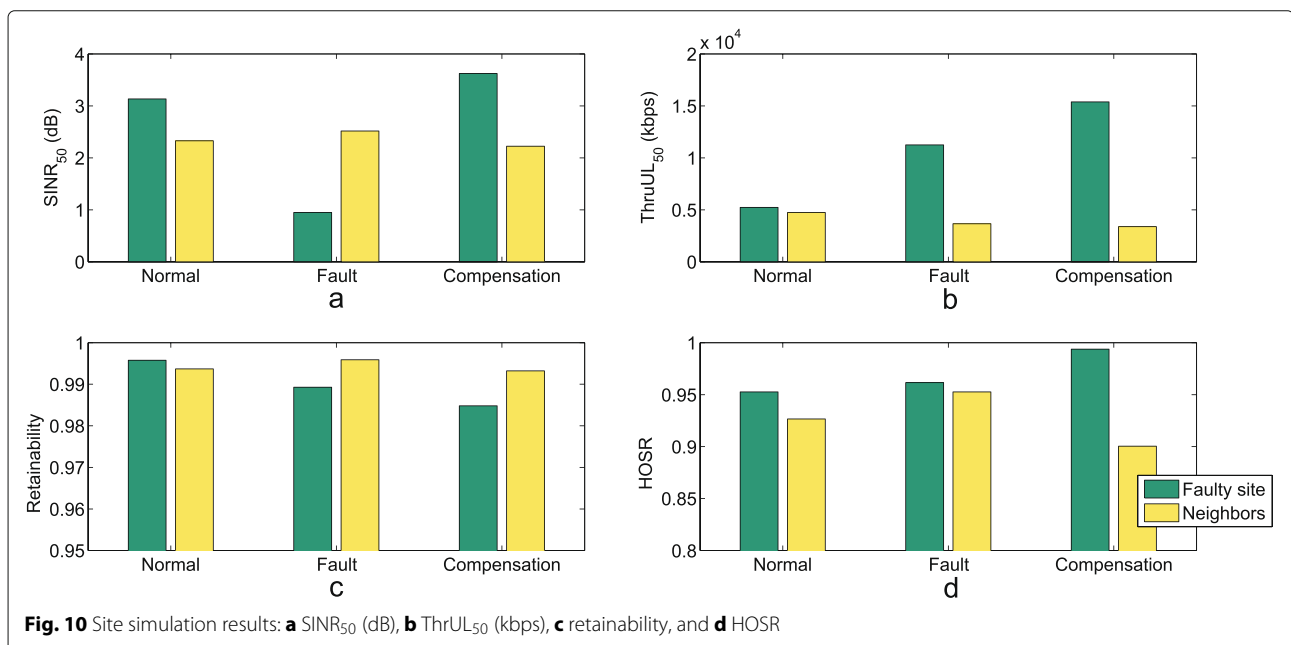 4
3
2
1
0
SINR50 (dB)
Normal Fault Compensation
a
x 10^4
2
1.5
1
0.5
0
ThruUL50 (kbps)
Normal Fault Compensation
b
1
0.99
0.98
0.97
0.96
0.95
Retainability
Normal Fault Compensation
c
1
0.95
0.9
0.85
0.8
HOSR
Faulty site
Neighbors
Normal Fault Compensation
d
Fig. 10 Site simulation results: a SINR50 (dB), b ThrUL50 (kbps), c retainability, and d HOSR